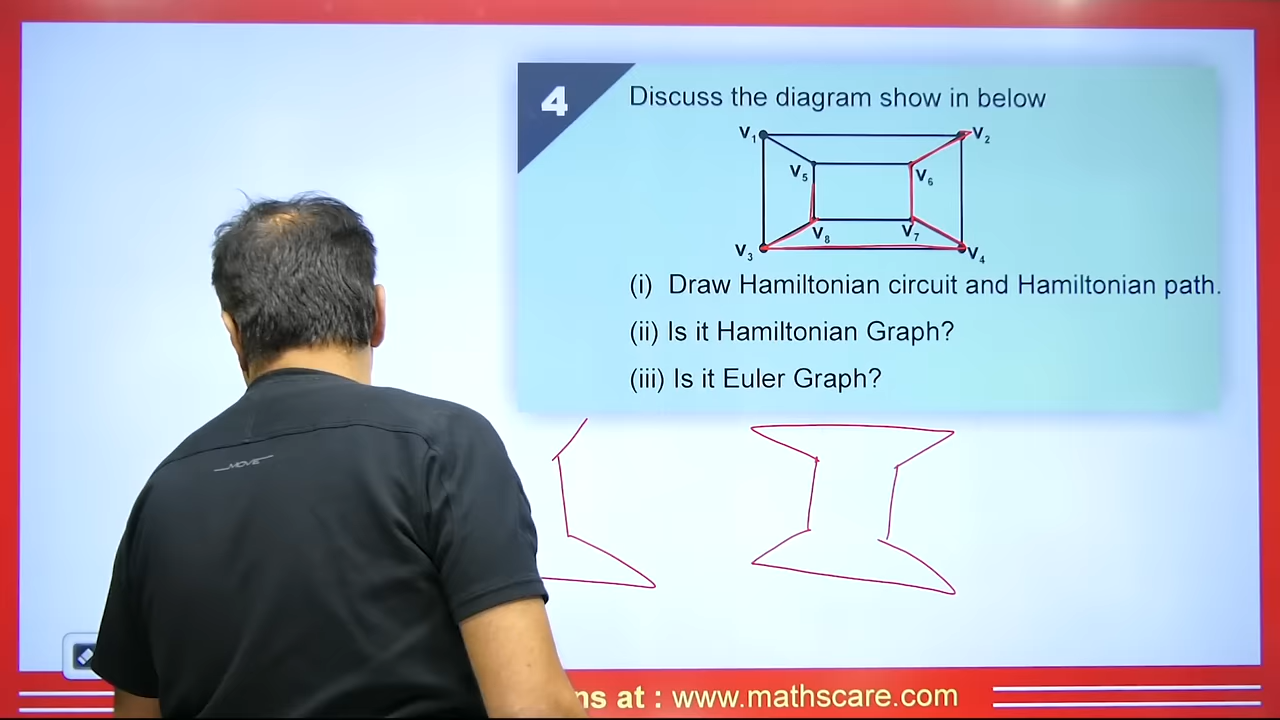 4
Discuss the diagram show in below
V1
V2
V5
V6
V8
V7
V3
V4
(i) Draw Hamiltonian circuit and Hamiltonian path.
(ii) Is it Hamiltonian Graph?
(iii) Is it Euler Graph?
MOVE
at : www.mathscare.com